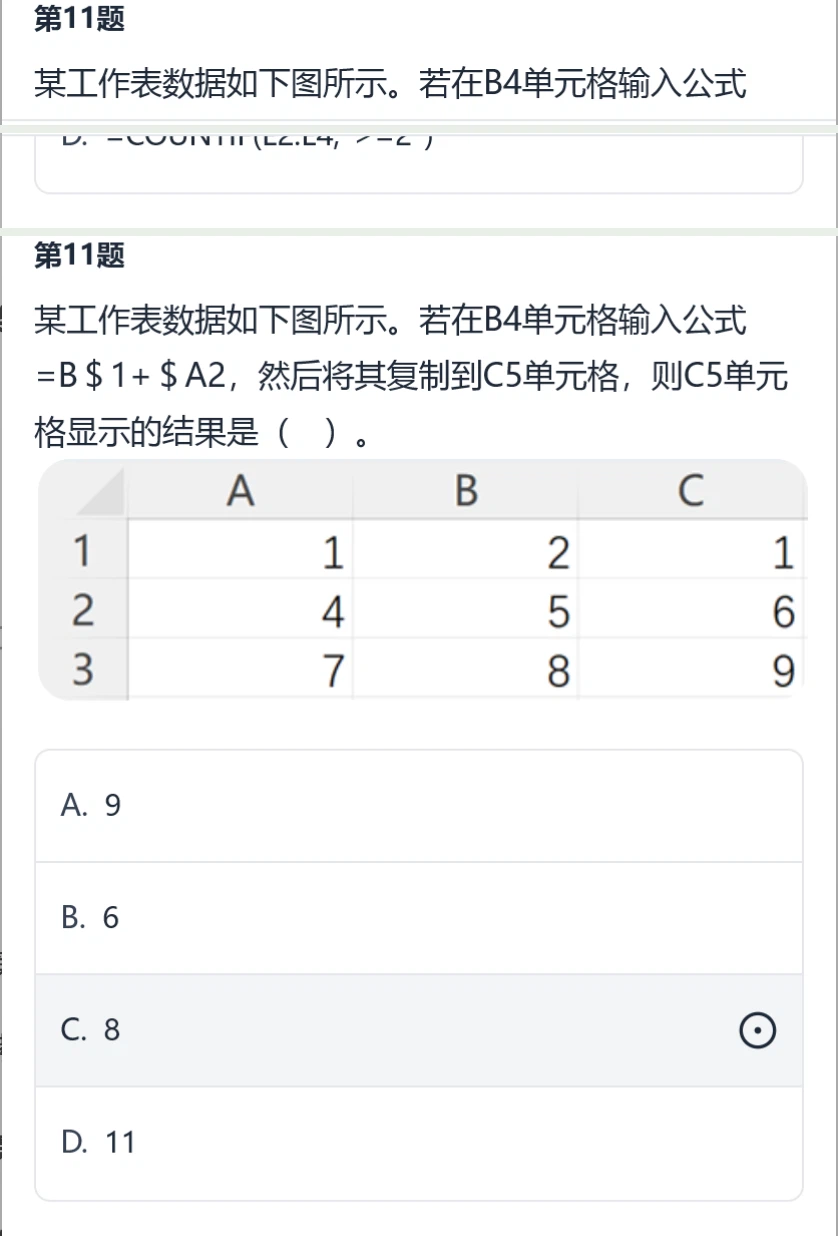 第11题
某工作表数据如下图所示。若在B4单元格输入公式
D. =COUNTIF(E2:E4, ">=2")
第11题
某工作表数据如下图所示。若在B4单元格输入公式
=B$1+$A2，然后将其复制到C5单元格，则C5单元
格显示的结果是（ ）。
A B C
1 1 2 1
2 4 5 6
3 7 8 9
A. 9
B. 6
C. 8
D. 11